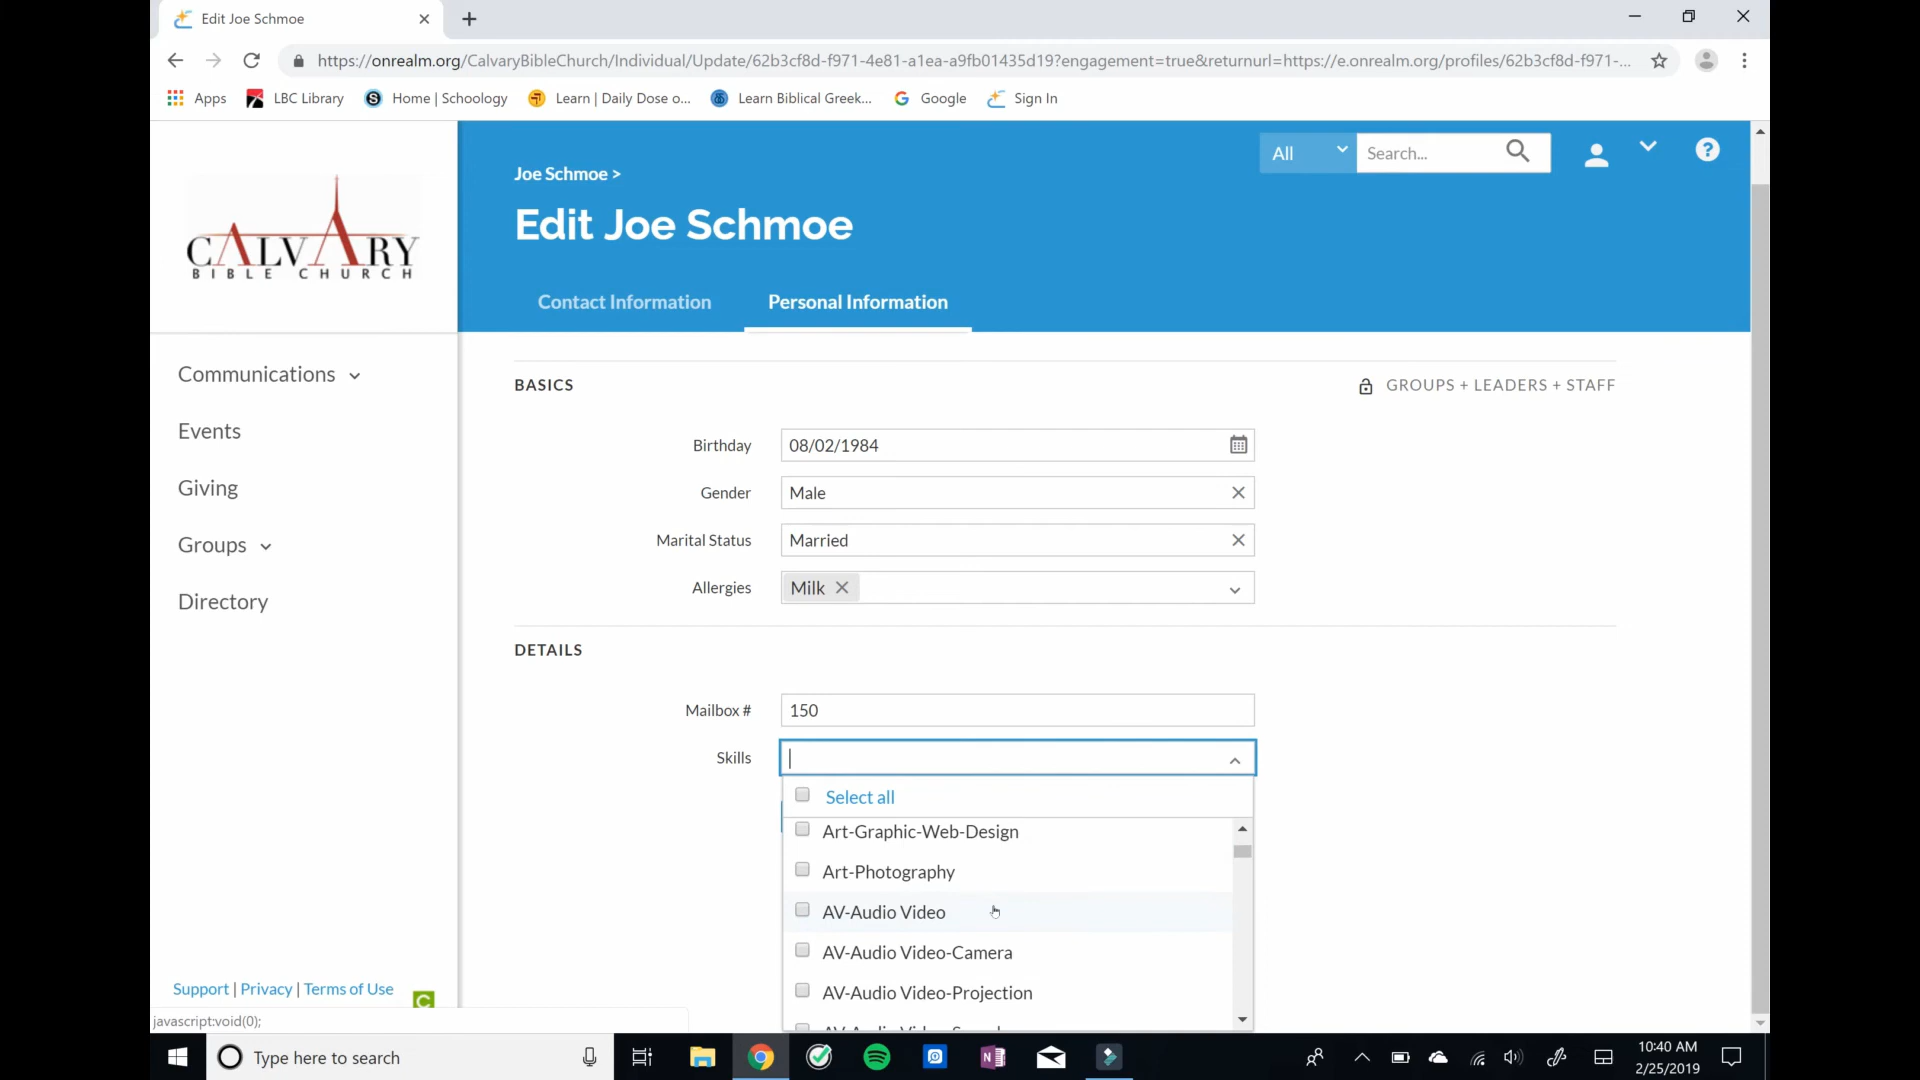 Edit Joe Schmoe
https://onrealm.org/CalvaryBibleChurch/Individual/Update/62b3cf8d-f971-4e81-a1ea-a9fb01435d19?engagement=true&returnurl=https://e.onrealm.org/profiles/62b3cf8d-f971-...
Apps LBC Library Home | Schoology Learn | Daily Dose o... Learn Biblical Greek... Google Sign In
CALVARY
BIBLE CHURCH
All Search...
Joe Schmoe >
Edit Joe Schmoe
Contact Information Personal Information
Communications
Events
Giving
Groups
Directory
BASICS GROUPS + LEADERS + STAFF
Birthday 08/02/1984
Gender Male
Marital Status Married
Allergies Milk
DETAILS
Mailbox # 150
Skills
Select all
Art-Graphic-Web-Design
Art-Photography
AV-Audio Video
AV-Audio Video-Camera
AV-Audio Video-Projection
Support | Privacy | Terms of Use
javascript:void(0);
Type here to search
10:40 AM
2/25/2019